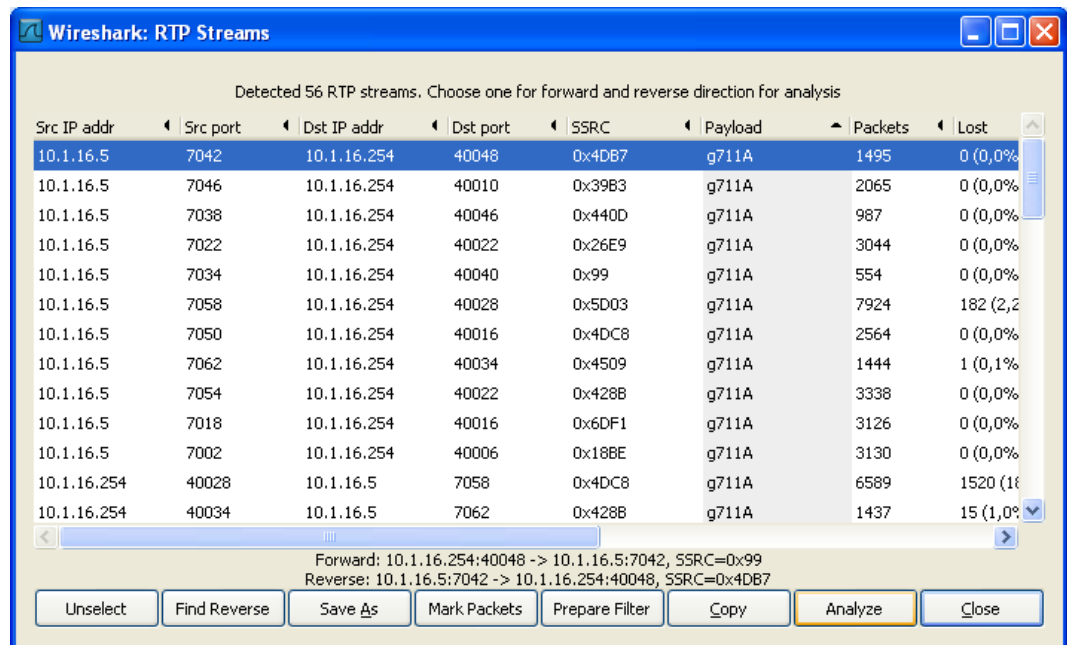 Wireshark: RTP Streams
Detected 56 RTP streams. Choose one for forward and reverse direction for analysis
Src IP addr Src port Dst IP addr Dst port SSRC Payload Packets Lost
10.1.16.5 7042 10.1.16.254 40048 0x4DB7 g711A 1495 0 (0,0%
10.1.16.5 7046 10.1.16.254 40010 0x39B3 g711A 2065 0 (0,0%
10.1.16.5 7038 10.1.16.254 40046 0x440D g711A 987 0 (0,0%
10.1.16.5 7022 10.1.16.254 40022 0x26E9 g711A 3044 0 (0,0%
10.1.16.5 7034 10.1.16.254 40040 0x99 g711A 554 0 (0,0%
10.1.16.5 7058 10.1.16.254 40028 0x5D03 g711A 7924 182 (2,2
10.1.16.5 7050 10.1.16.254 40016 0x4DC8 g711A 2564 0 (0,0%
10.1.16.5 7062 10.1.16.254 40034 0x4509 g711A 1444 1 (0,1%
10.1.16.5 7054 10.1.16.254 40022 0x428B g711A 3338 0 (0,0%
10.1.16.5 7018 10.1.16.254 40016 0x6DF1 g711A 3126 0 (0,0%
10.1.16.5 7002 10.1.16.254 40006 0x18BE g711A 3130 0 (0,0%
10.1.16.254 40028 10.1.16.5 7058 0x4DC8 g711A 6589 1520 (18
10.1.16.254 40034 10.1.16.5 7062 0x428B g711A 1437 15 (1,0%
Forward: 10.1.16.254:40048 -> 10.1.16.5:7042, SSRC=0x99
Reverse: 10.1.16.5:7042 -> 10.1.16.254:40048, SSRC=0x4DB7
Unselect Find Reverse Save As Mark Packets Prepare Filter Copy Analyze Close